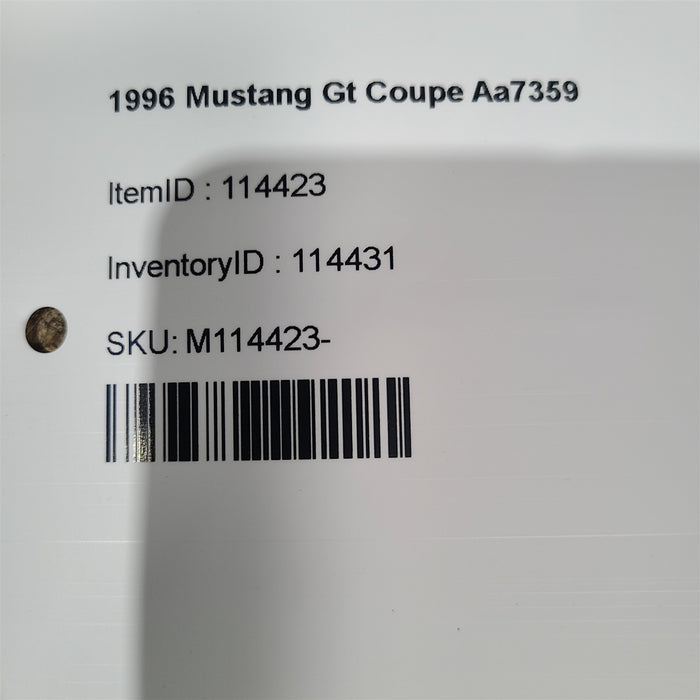 1996 Mustang Gt Coupe Aa7359
ItemID : 114423
InventoryID : 114431
SKU: M114423-